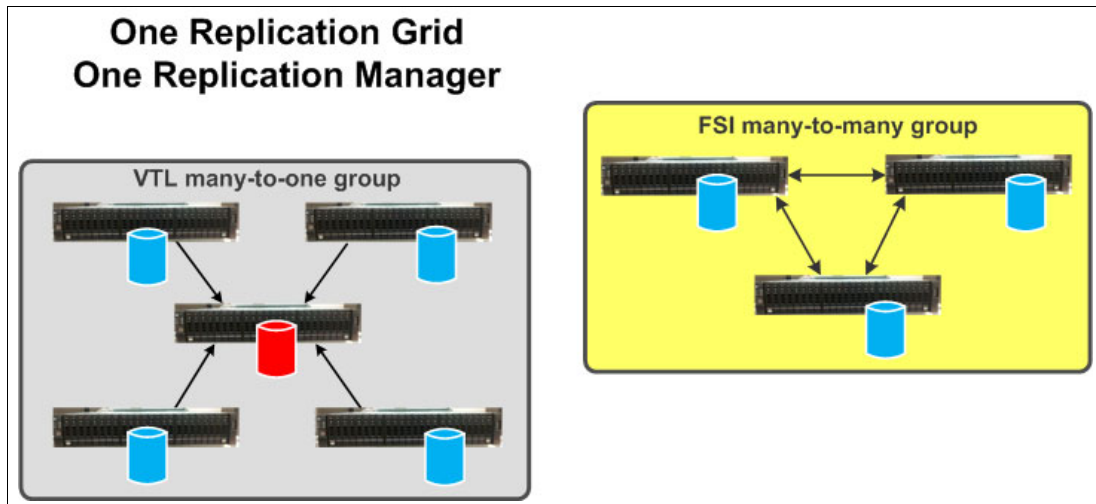 One Replication Grid
One Replication Manager
FSI many-to-many group
VTL many-to-one group